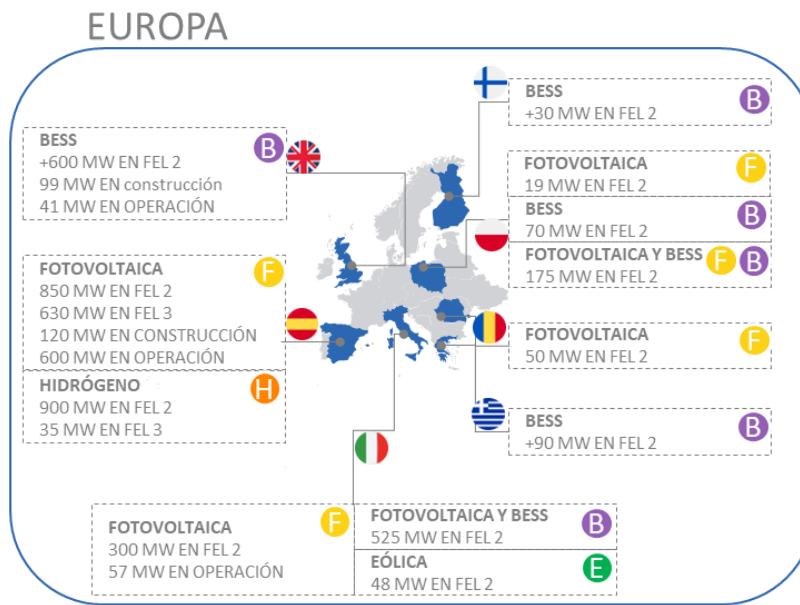 EUROPA
BESS
B
+600 MW EN FEL 2
99 MW EN construcción
41 MW EN OPERACIÓN
FOTOVOLTAICA
F
850 MW EN FEL 2
630 MW EN FEL 3
120 MW EN CONSTRUCCIÓN
600 MW EN OPERACIÓN
HIDRÓGENO
H
900 MW EN FEL 2
35 MW EN FEL 3
BESS
B
+30 MW EN FEL 2
FOTOVOLTAICA
F
19 MW EN FEL 2
BESS
B
70 MW EN FEL 2
FOTOVOLTAICA Y BESS
F B
175 MW EN FEL 2
FOTOVOLTAICA
F
50 MW EN FEL 2
BESS
B
+90 MW EN FEL 2
FOTOVOLTAICA
F
300 MW EN FEL 2
57 MW EN OPERACIÓN
FOTOVOLTAICA Y BESS
B
525 MW EN FEL 2
EÓLICA
E
48 MW EN FEL 2